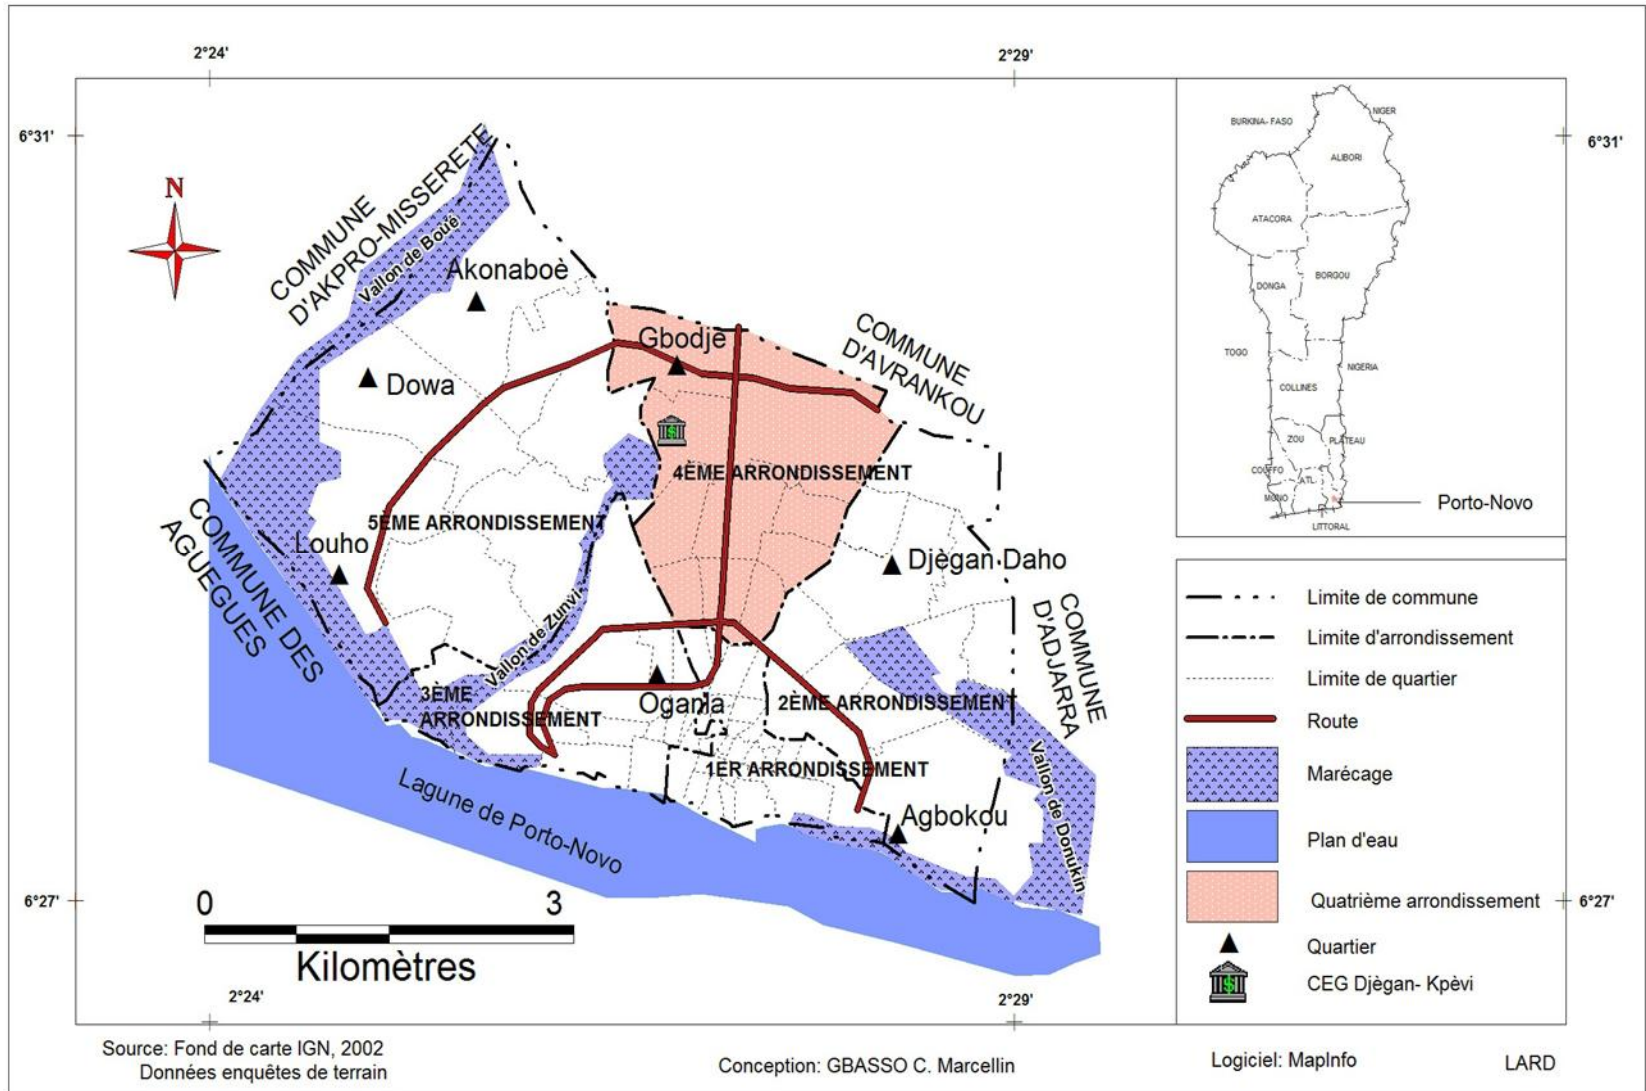 2°24'
2°29'
6°31'
6°31'
N
COMMUNE
D'AKPRO-MISSERETE
Vallon de Boué
Akonaboè
Gbodjè
COMMUNE
D'AVRANKOU
Dowa
4ÈME ARRONDISSEMENT
5ÈME ARRONDISSEMENT
Louho
COMMUNE DES
AGUEGUES
Djègan Daho
Vallon de Zunvi
COMMUNE
D'ADJARRA
3ÈME
ARRONDISSEMENT
Ogania
2ÈME ARRONDISSEMENT
1ER ARRONDISSEMENT
Vallon de Donukin
Lagune de Porto-Novo
Agbokou
6°27'
6°27'
0 3
Kilomètres
2°24'
2°29'
BURKINA- FASO
NIGER
ALIBORI
ATACORA
BORGOU
DONGA
TOGO
NIGERIA
COLLINES
ZOU
PLATEAU
COUFFO
ATL
MONO
Porto-Novo
LITTORAL
Limite de commune
Limite d'arrondissement
Limite de quartier
Route
Marécage
Plan d'eau
Quatrième arrondissement
Quartier
CEG Djègan- Kpèvi
Source: Fond de carte IGN, 2002
Données enquêtes de terrain
Conception: GBASSO C. Marcellin
Logiciel: MapInfo
LARD